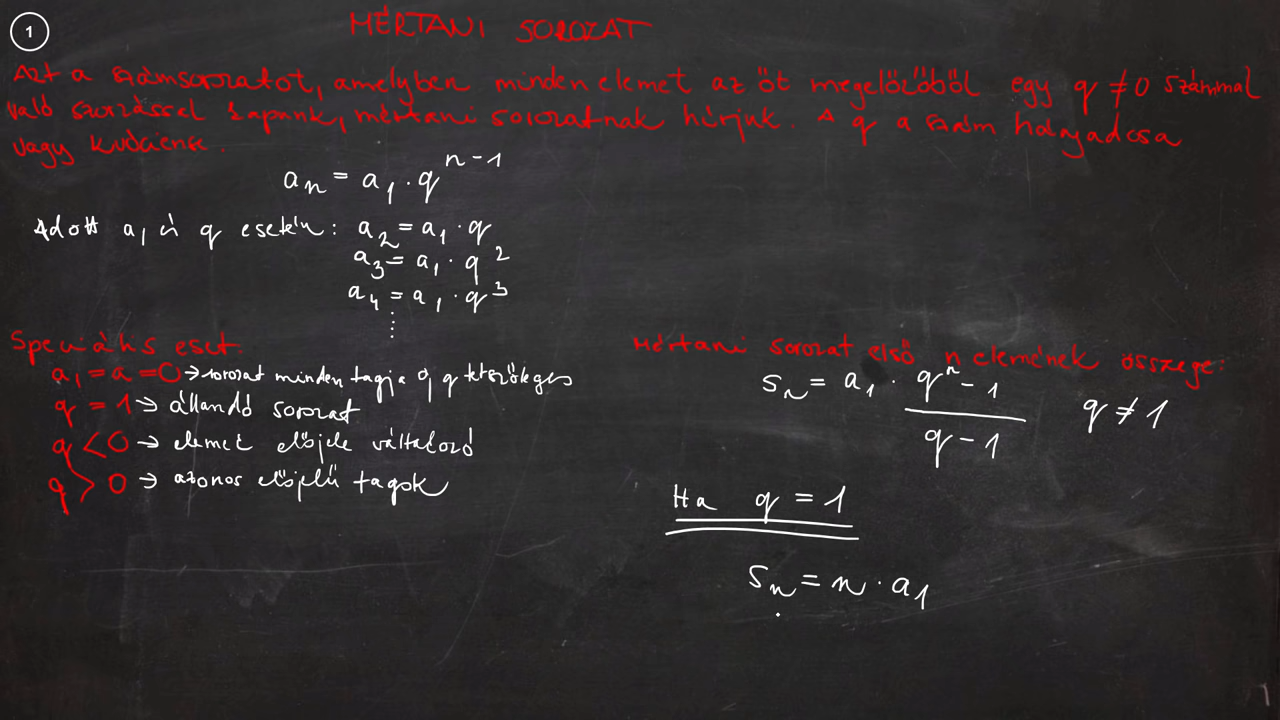 1
MÉRTANI SOROZAT
Azt a számsorozatot, amelyben minden elemet az őt megelőzőből egy q ≠ 0 számmal
való szorzással kapunk, mértani sorozatnak hívjuk. A q a szám hányadosa
vagy kvóciense.
aₙ = a₁ · qⁿ⁻¹
Adott a₁ és q esetén: a₂ = a₁ · q
a₃ = a₁ · q²
a₄ = a₁ · q³
⋮
Speciális eset:
a₁ = a = 0 → sorozat minden tagja 0, q tetszőleges
q = 1 → állandó sorozat
q < 0 → elemek előjele váltakozó
q > 0 → azonos előjelű tagok
Mértani sorozat első n elemének összege:
Sₙ = a₁ · (qⁿ - 1)/(q - 1) q ≠ 1
Ha q = 1
Sₙ = n · a₁